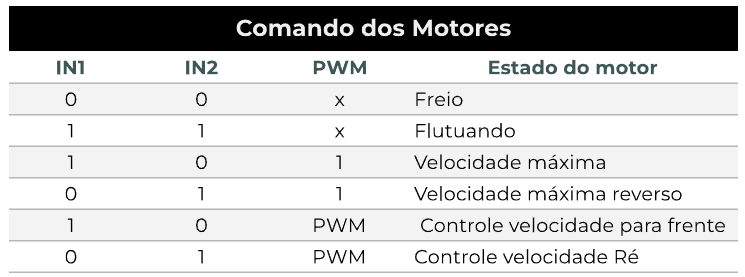 Comando dos Motores
IN1 IN2 PWM Estado do motor
0 0 x Freio
1 1 x Flutuando
1 0 1 Velocidade máxima
0 1 1 Velocidade máxima reverso
1 0 PWM Controle velocidade para frente
0 1 PWM Controle velocidade Ré